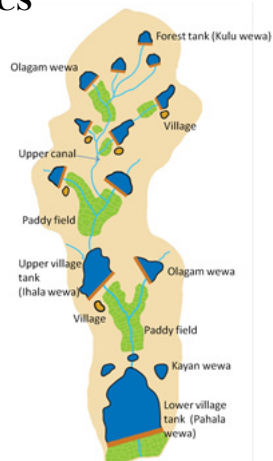 cs
Forest tank (Kulu wewa)
Olagam wewa
Village
Upper canal
Paddy field
Upper village
tank
(Ihala wewa)
Olagam wewa
Village
Paddy field
Kayan wewa
Lower village
tank (Pahala
wewa)